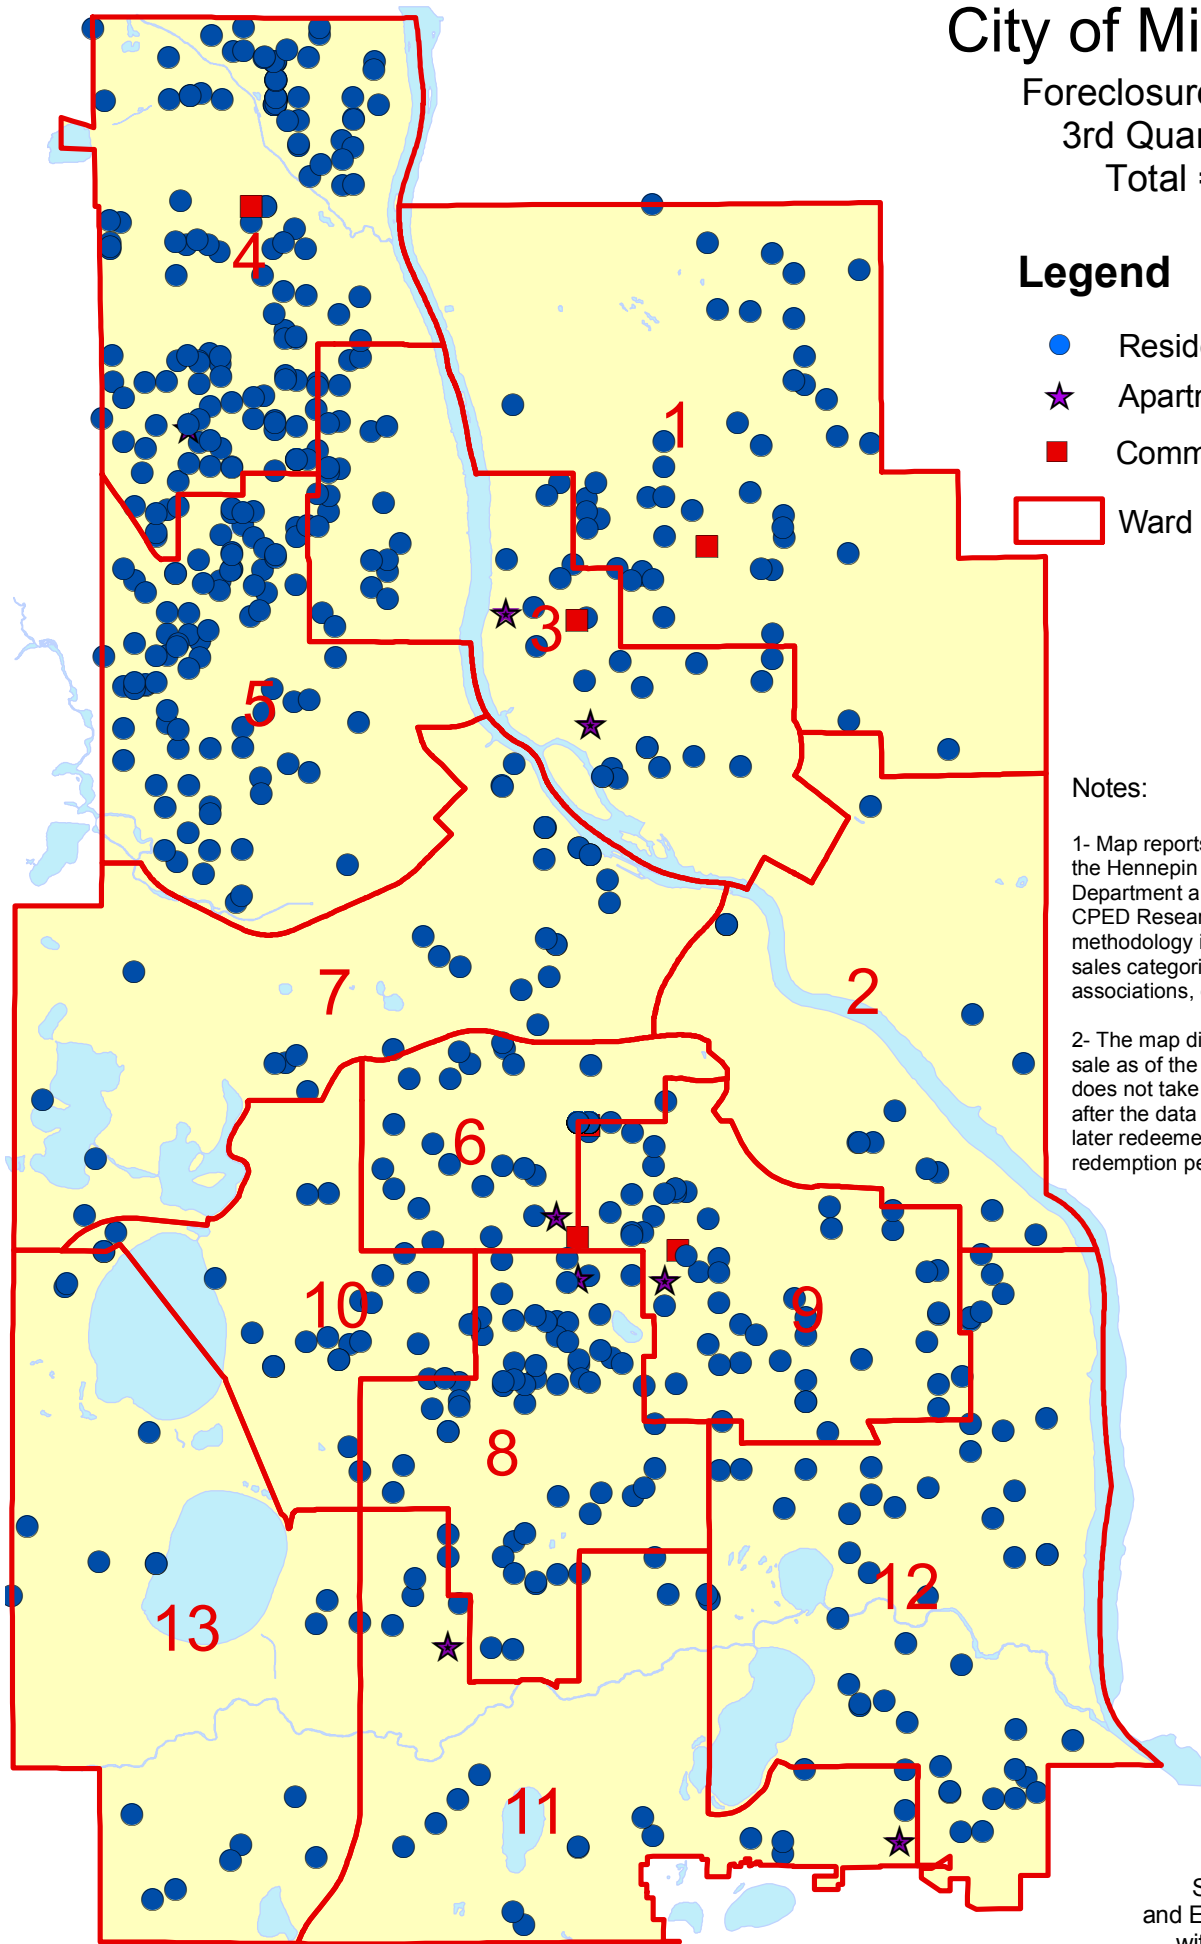 City of Mi
Foreclosure
3rd Quar
Total
Legend
Resid
Apartm
Comm
Ward
4
1
3
5
7
2
6
10
9
8
12
13
11
Notes:
1- Map reports
the Hennepin
Department a
CPED Resear
methodology i
sales categori
associations,
2- The map di
sale as of the
does not take
after the data
later redeeme
redemption pe
S
and E
wit